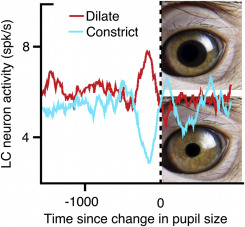 Dilate
Constrict
LC neuron activity (spk/s)
8
4
-1000
0
Time since change in pupil size